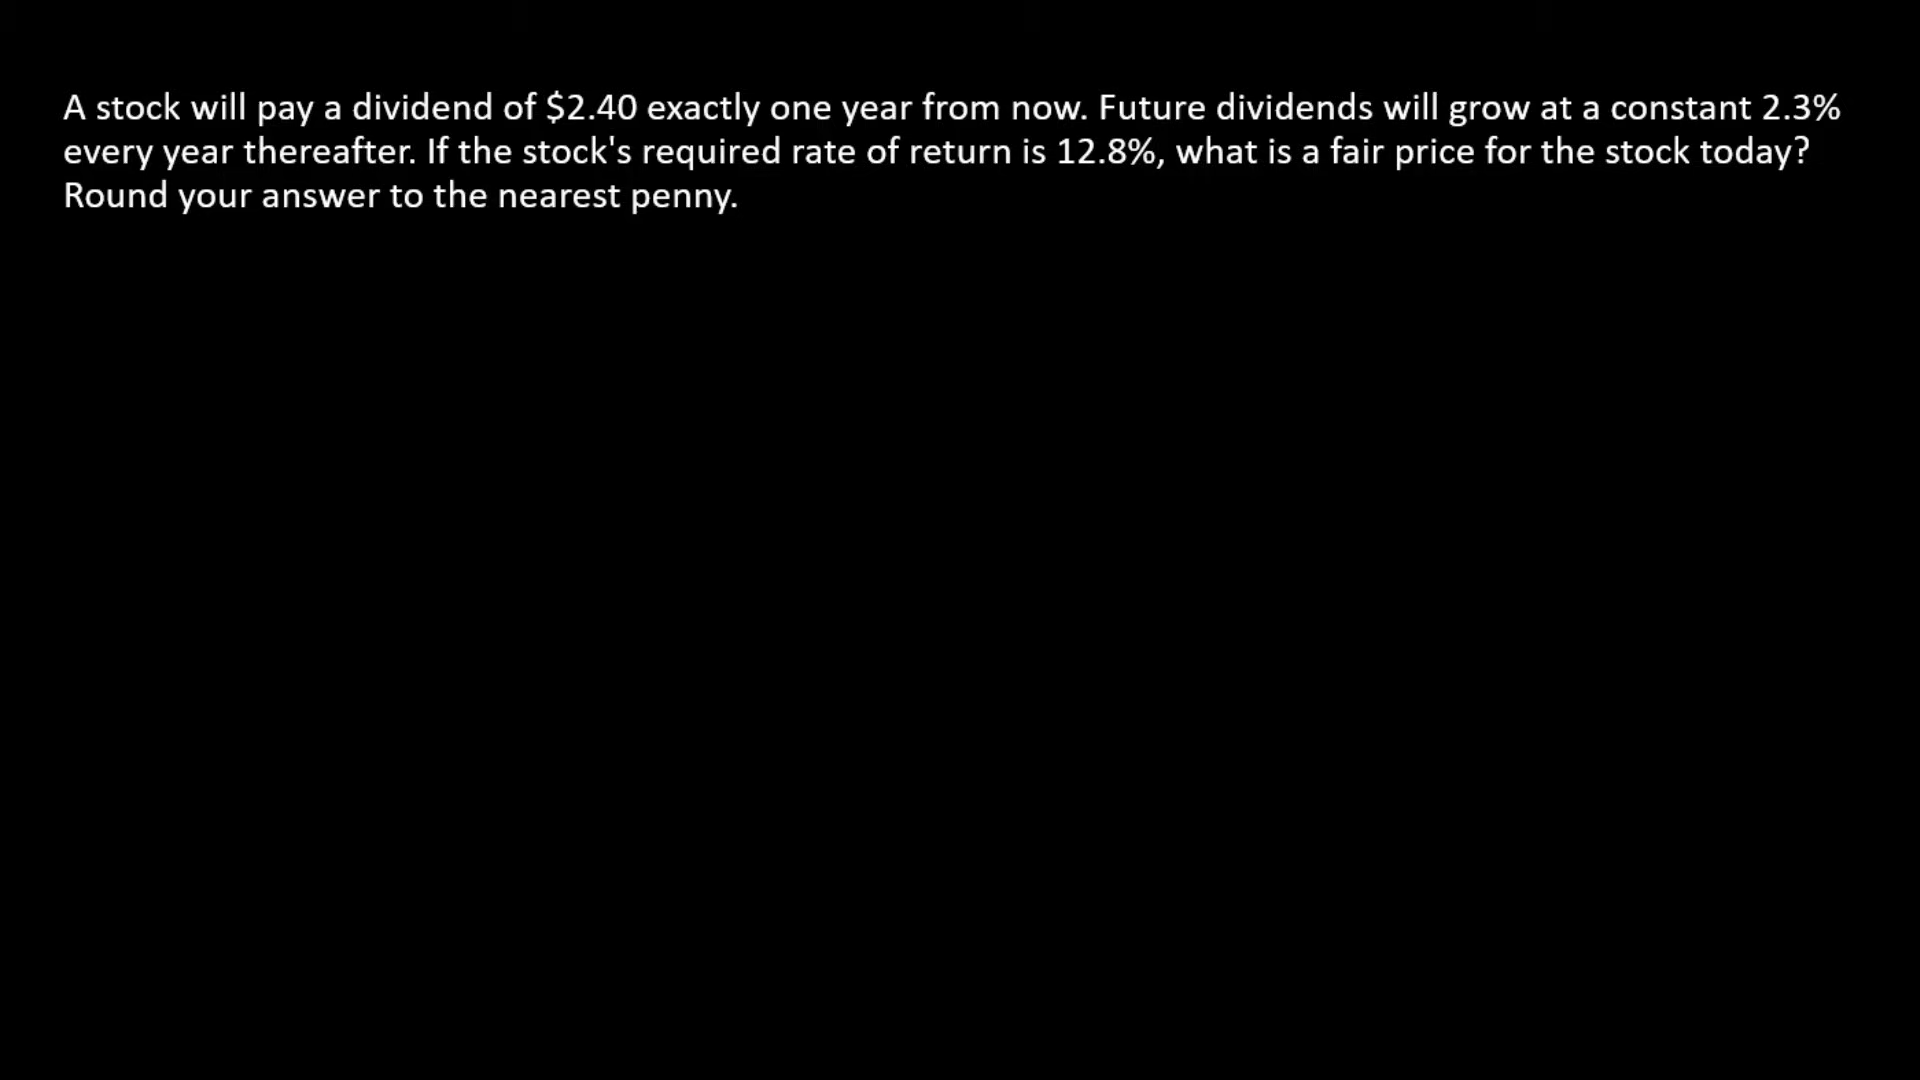 A stock will pay a dividend of $2.40 exactly one year from now. Future dividends will grow at a constant 2.3%
every year thereafter. If the stock's required rate of return is 12.8%, what is a fair price for the stock today?
Round your answer to the nearest penny.